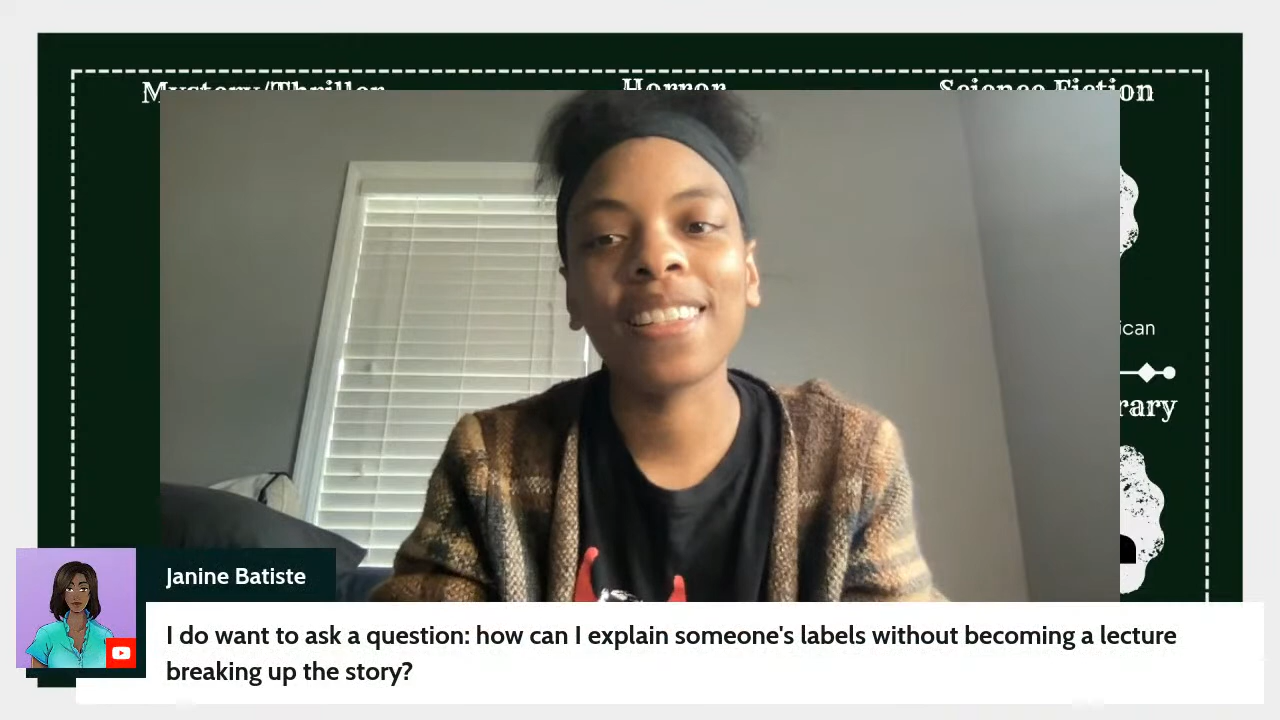 Mystery/Thriller
Horror
Science Fiction
ican
rary
Janine Batiste
I do want to ask a question: how can I explain someone's labels without becoming a lecture
breaking up the story?